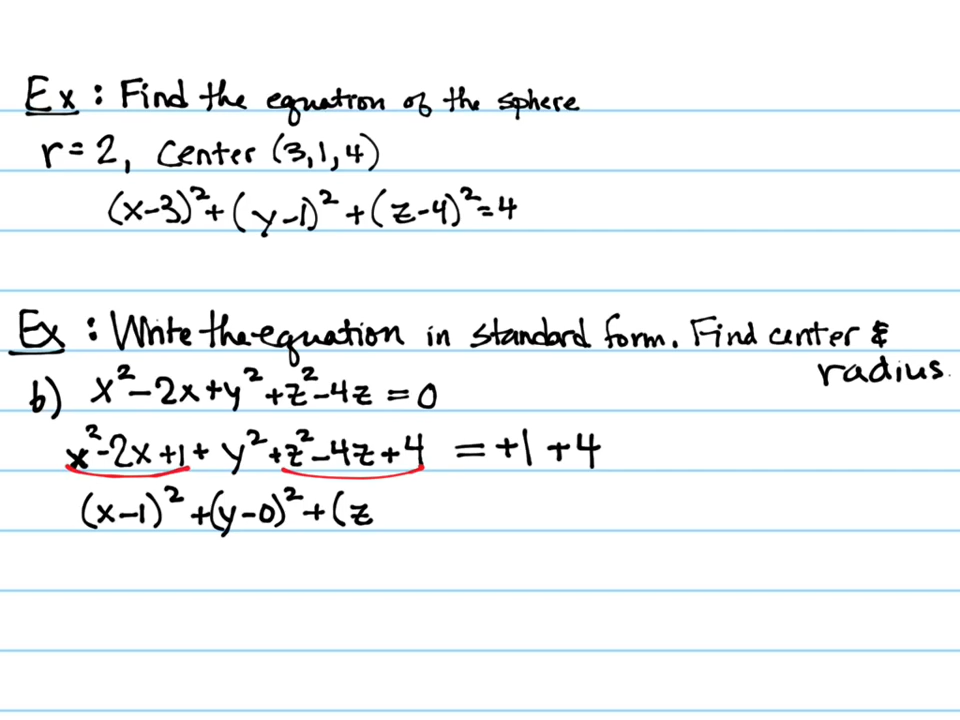 Ex : Find the equation of the sphere
r = 2, center (3,1,4)
(x-3)² + (y-1)² + (z-4)² = 4
Ex : Write the equation in standard form. Find center &
radius.
b) x² - 2x + y² + z² - 4z = 0
x² - 2x + 1 + y² + z² - 4z + 4 = +1 + 4
(x-1)² + (y-0)² + (z